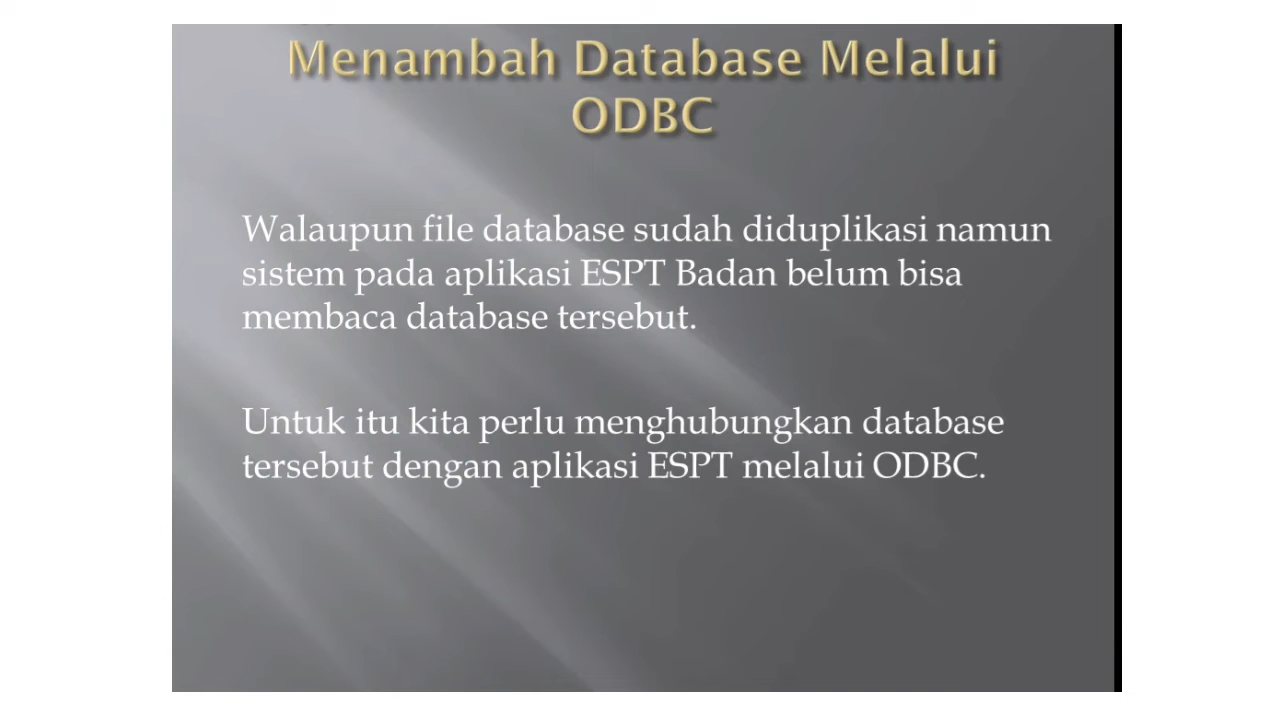 Menambah Database Melalui
ODBC
Walaupun file database sudah diduplikasi namun
sistem pada aplikasi ESPT Badan belum bisa
membaca database tersebut.
Untuk itu kita perlu menghubungkan database
tersebut dengan aplikasi ESPT melalui ODBC.